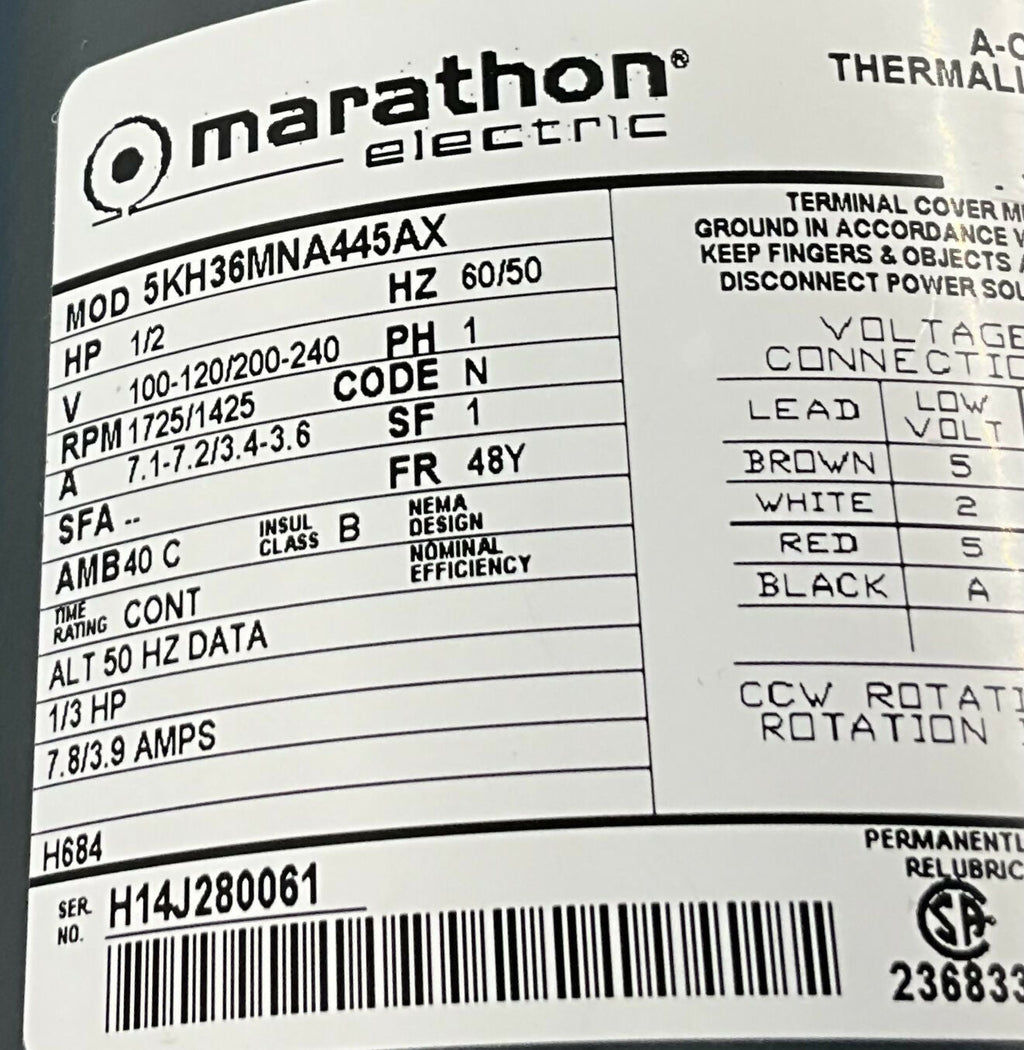 marathon®
electric
MOD 5KH36MNA445AX
HP 1/2 HZ 60/50
V 100-120/200-240 PH 1
RPM 1725/1425 CODE N
A 7.1-7.2/3.4-3.6 SF 1
SFA -- FR 48Y
AMB 40 C INSUL CLASS B NEMA DESIGN
TIME RATING CONT NOMINAL EFFICIENCY
ALT 50 HZ DATA
1/3 HP
7.8/3.9 AMPS
H684
SER. NO. H14J280061
A-C
THERMALL
TERMINAL COVER M
GROUND IN ACCORDANCE
KEEP FINGERS & OBJECTS
DISCONNECT POWER SOU
VOLTAGE
CONNECTIO
LEAD LOW VOLT
BROWN 5
WHITE 2
RED 5
BLACK A
CCW ROTATI
ROTATION
PERMANENTL
RELUBRIC
SA
236833